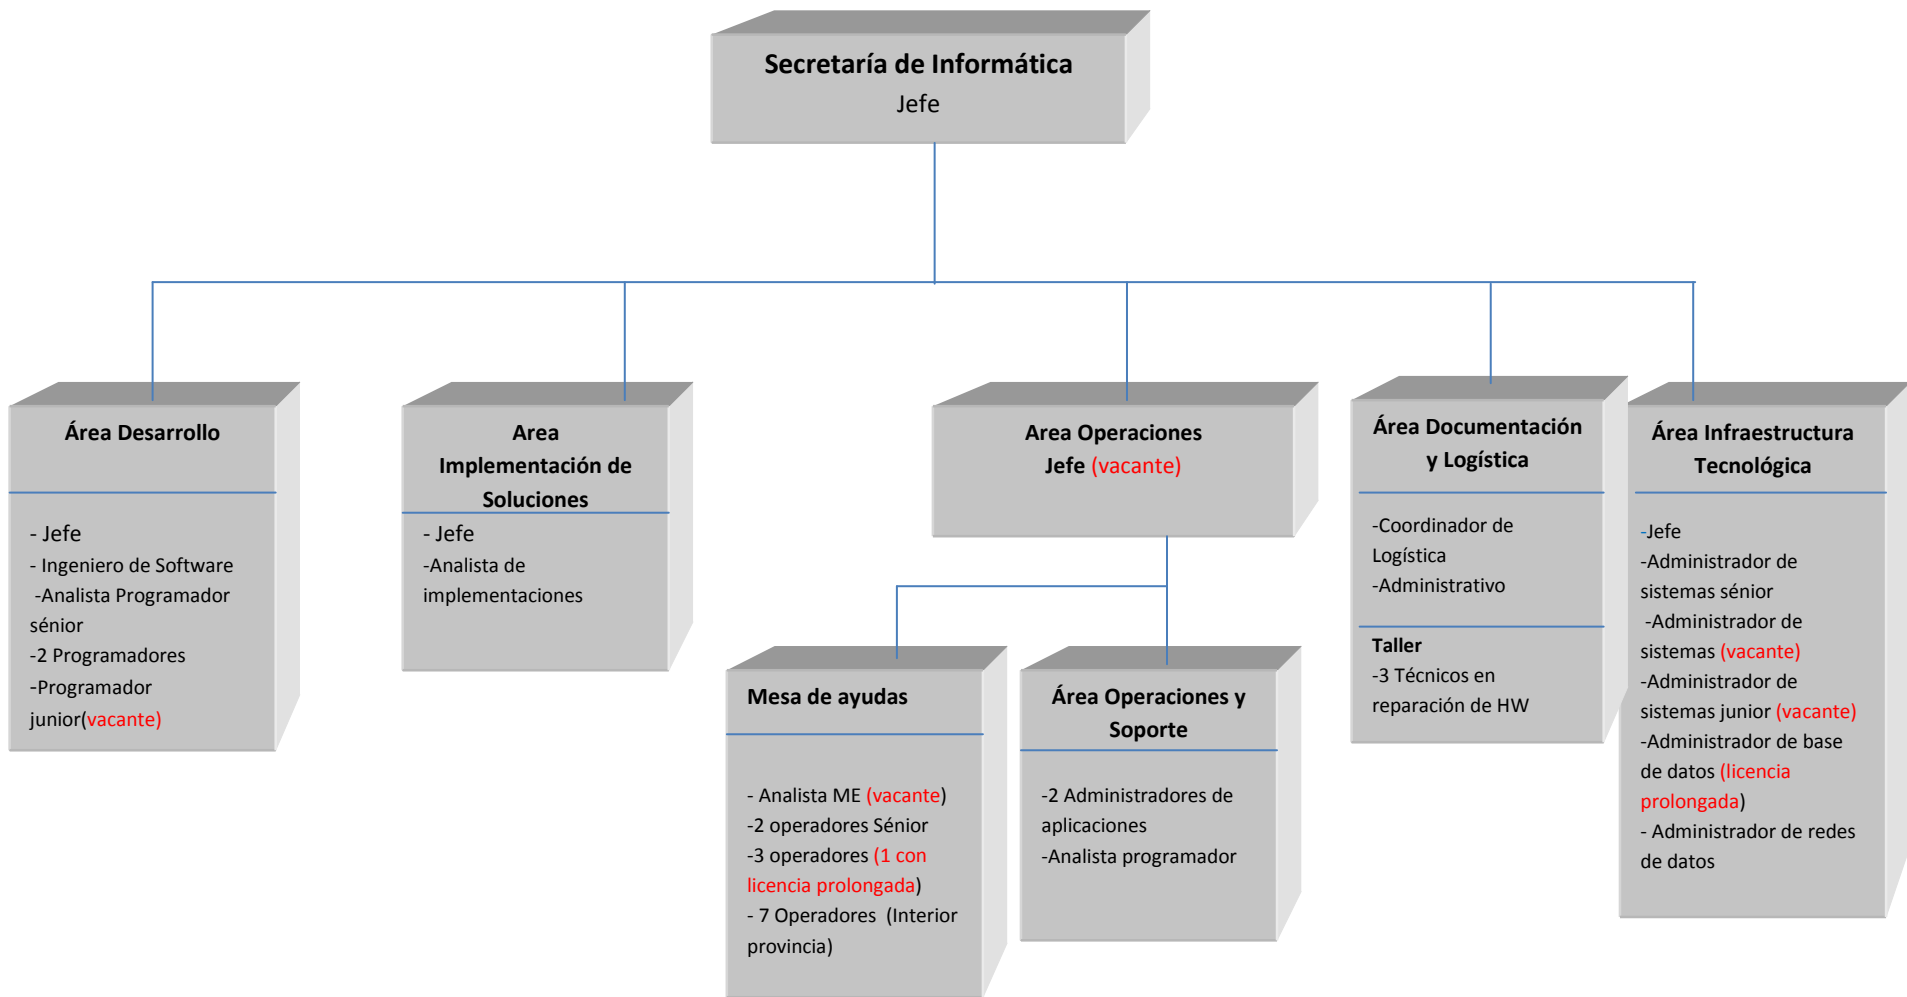 Secretaría de Informática
Jefe
Área Desarrollo
- Jefe
- Ingeniero de Software
-Analista Programador
sénior
-2 Programadores
-Programador
junior(vacante)
Area
Implementación de
Soluciones
- Jefe
-Analista de
implementaciones
Area Operaciones
Jefe (vacante)
Mesa de ayudas
- Analista ME (vacante)
-2 operadores Sénior
-3 operadores (1 con
licencia prolongada)
- 7 Operadores (Interior
provincia)
Área Operaciones y
Soporte
-2 Administradores de
aplicaciones
-Analista programador
Área Documentación
y Logística
-Coordinador de
Logística
-Administrativo
Taller
-3 Técnicos en
reparación de HW
Área Infraestructura
Tecnológica
-Jefe
-Administrador de
sistemas sénior
-Administrador de
sistemas (vacante)
-Administrador de
sistemas junior (vacante)
-Administrador de base
de datos (licencia
prolongada)
- Administrador de redes
de datos